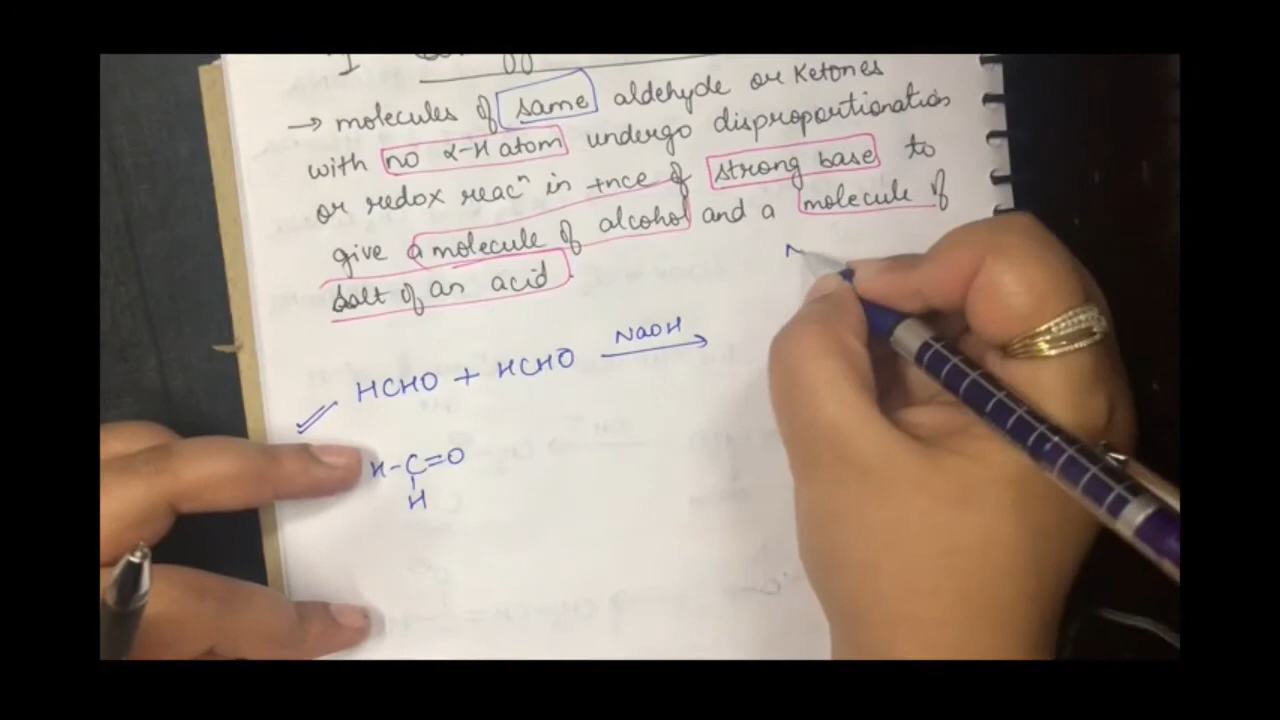 → molecules of same aldehyde or Ketones
with no α-H atom undergo disproportionation
or redox reacⁿ in +nce of strong base to
give a molecule of alcohol and a molecule of
salt of an acid.
HCHO + HCHO NaOH →
H-C=O
H